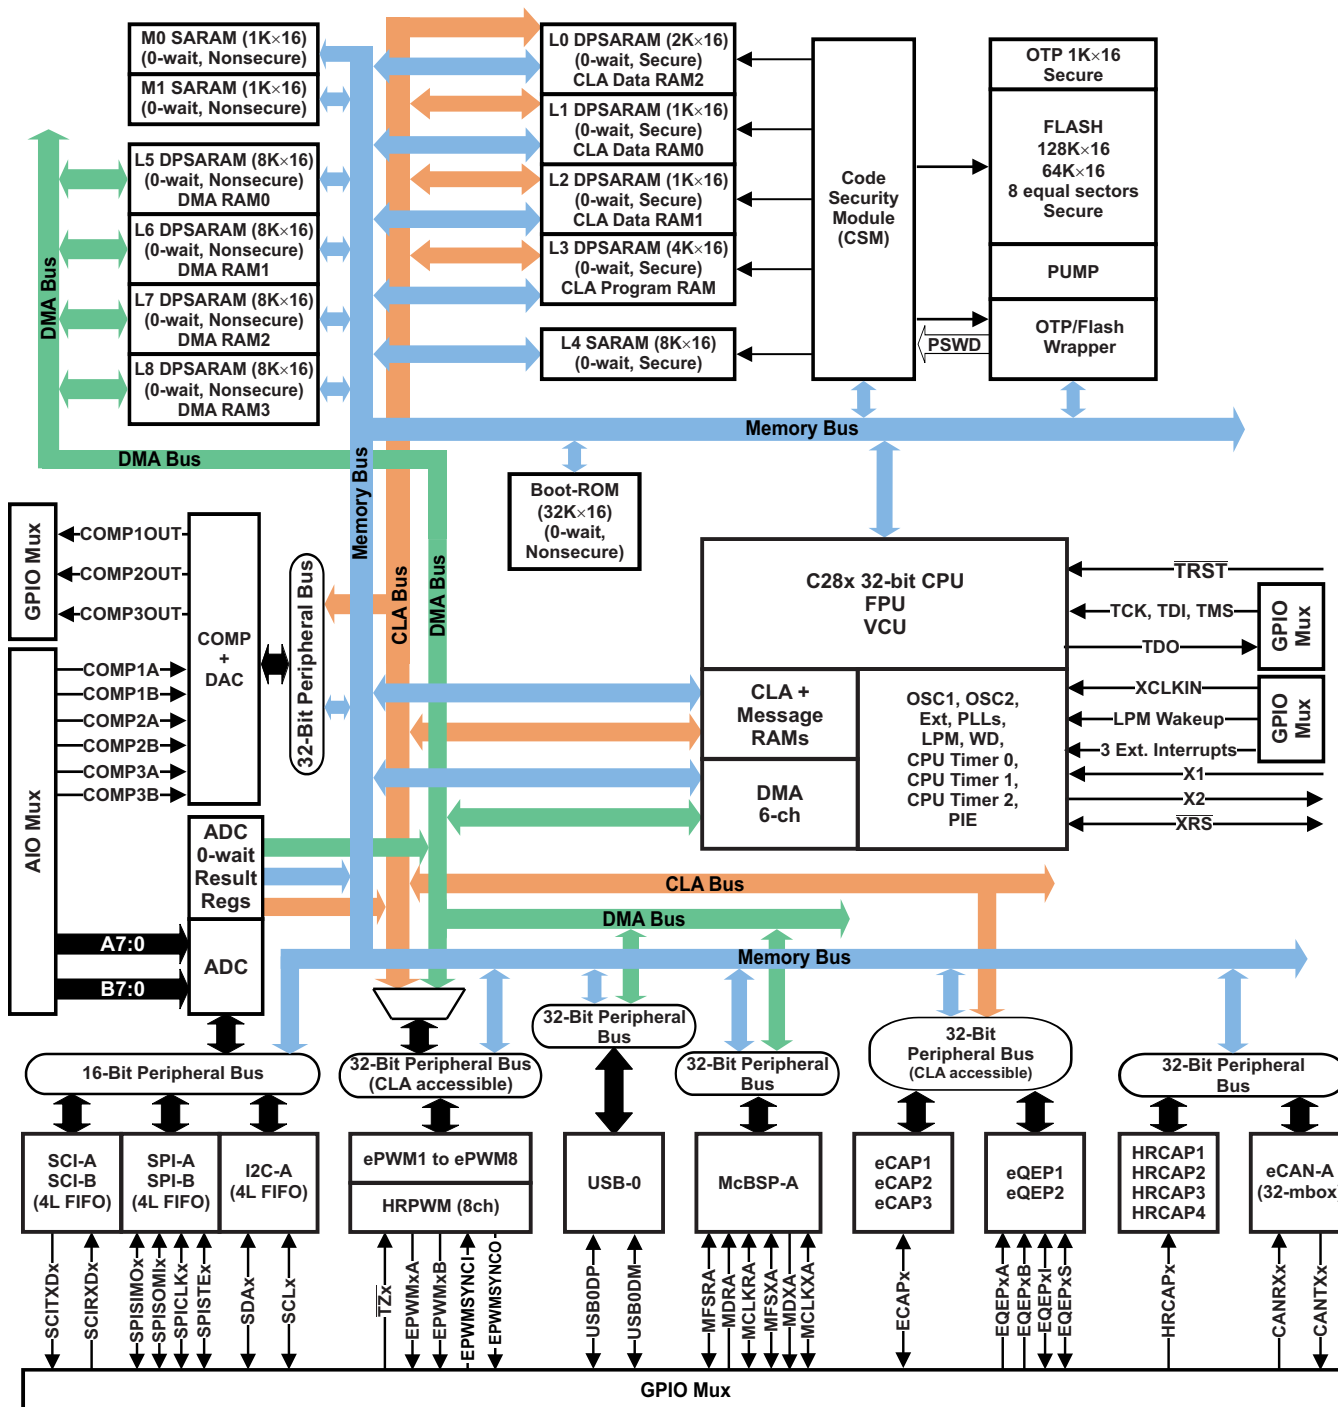 M0 SARAM (1K×16)
(0-wait, Nonsecure)
M1 SARAM (1K×16)
(0-wait, Nonsecure)
L5 DPSARAM (8K×16)
(0-wait, Nonsecure)
DMA RAM0
L6 DPSARAM (8K×16)
(0-wait, Nonsecure)
DMA RAM1
L7 DPSARAM (8K×16)
(0-wait, Nonsecure)
DMA RAM2
L8 DPSARAM (8K×16)
(0-wait, Nonsecure)
DMA RAM3
DMA Bus
L0 DPSARAM (2K×16)
(0-wait, Secure)
CLA Data RAM2
L1 DPSARAM (1K×16)
(0-wait, Secure)
CLA Data RAM0
L2 DPSARAM (1K×16)
(0-wait, Secure)
CLA Data RAM1
L3 DPSARAM (4K×16)
(0-wait, Secure)
CLA Program RAM
L4 SARAM (8K×16)
(0-wait, Secure)
Code
Security
Module
(CSM)
OTP 1K×16
Secure
FLASH
128K×16
64K×16
8 equal sectors
Secure
PUMP
OTP/Flash
Wrapper
PSWD
Memory Bus
DMA Bus
Memory Bus
CLA Bus
DMA Bus
Boot-ROM
(32K×16)
(0-wait,
Nonsecure)
GPIO Mux
COMP1OUT
COMP2OUT
COMP3OUT
COMP
+
DAC
32-Bit Peripheral Bus
AIO Mux
COMP1A
COMP1B
COMP2A
COMP2B
COMP3A
COMP3B
ADC
0-wait
Result
Regs
ADC
A7:0
B7:0
C28x 32-bit CPU
FPU
VCU
CLA +
Message
RAMs
DMA
6-ch
OSC1, OSC2,
Ext, PLLs,
LPM, WD,
CPU Timer 0,
CPU Timer 1,
CPU Timer 2,
PIE
TRST
TCK, TDI, TMS
TDO
GPIO
Mux
XCLKIN
LPM Wakeup
3 Ext. Interrupts
GPIO
Mux
X1
X2
XRS
CLA Bus
DMA Bus
Memory Bus
16-Bit Peripheral Bus
32-Bit Peripheral Bus
(CLA accessible)
32-Bit Peripheral
Bus
32-Bit Peripheral
Bus
32-Bit
Peripheral Bus
(CLA accessible)
32-Bit Peripheral
Bus
SCI-A
SCI-B
(4L FIFO)
SPI-A
SPI-B
(4L FIFO)
I2C-A
(4L FIFO)
ePWM1 to ePWM8
HRPWM (8ch)
USB-0
McBSP-A
eCAP1
eCAP2
eCAP3
eQEP1
eQEP2
HRCAP1
HRCAP2
HRCAP3
HRCAP4
eCAN-A
(32-mbox)
SCITXDx
SCIRXDx
SPISIMOx
SPISOMIx
SPICLKx
SPISTEx
SDAx
SCLx
TZx
EPWMxA
EPWMxB
EPWMSYNCI
EPWMSYNCO
USB0DP
USB0DM
MFSRA
MDRA
MCLKRA
MFSXA
MDXA
MCLKXA
ECAPx
EQEPxA
EQEPxB
EQEPxI
EQEPxS
HRCAPx
CANRXx
CANTXx
GPIO Mux